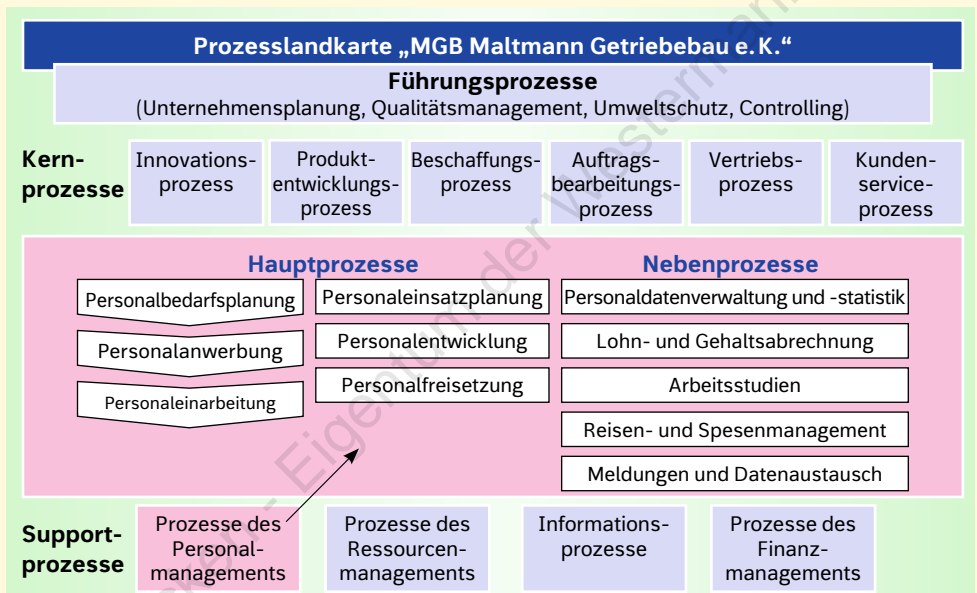 Prozesslandkarte „MGB Maltmann Getriebebau e. K.“
Führungsprozesse
(Unternehmensplanung, Qualitätsmanagement, Umweltschutz, Controlling)
Kern-
prozesse
Innovations-
prozess
Produkt-
entwicklungs-
prozess
Beschaffungs-
prozess
Auftrags-
bearbeitungs-
prozess
Vertriebs-
prozess
Kunden-
service-
prozess
Hauptprozesse
Personalbedarfsplanung
Personalanwerbung
Personaleinarbeitung
Personaleinsatzplanung
Personalentwicklung
Personalfreisetzung
Nebenprozesse
Personaldatenverwaltung und -statistik
Lohn- und Gehaltsabrechnung
Arbeitsstudien
Reisen- und Spesenmanagement
Meldungen und Datenaustausch
Support-
prozesse
Prozesse des
Personal-
managements
Prozesse des
Ressourcen-
managements
Informations-
prozesse
Prozesse des
Finanz-
managements
- Eigentum der Westermann